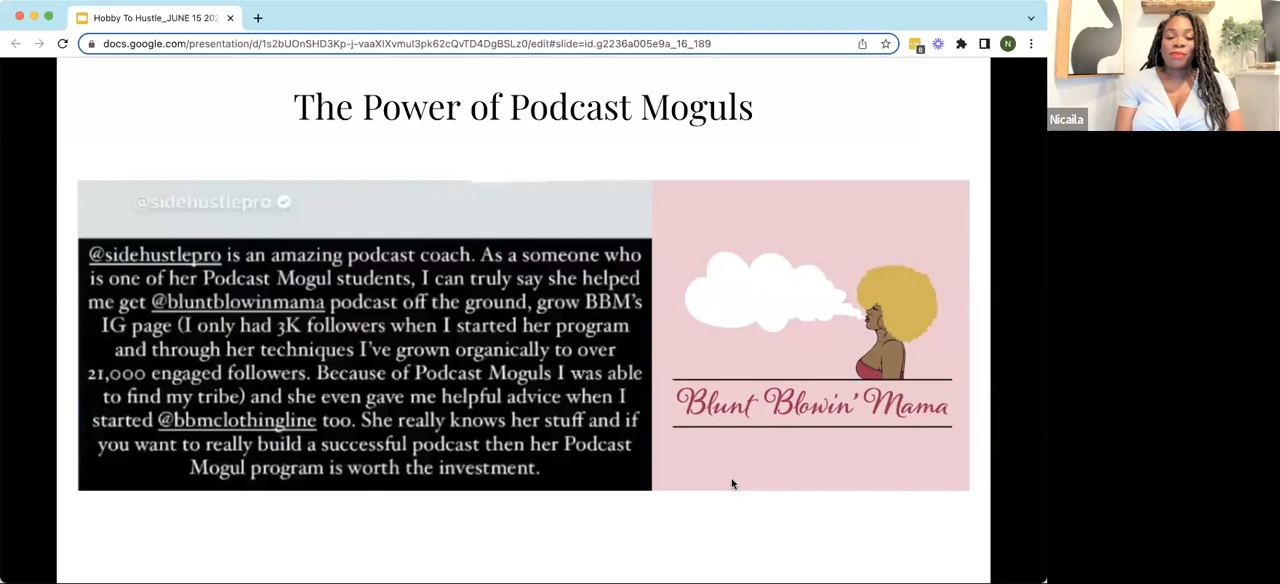 Hobby To Hustle_JUNE 15 202
docs.google.com/presentation/d/1s2bUOnSHD3Kp-j-vaaXIXvmuI3pk62cQvTD4DgBSLz0/edit#slide=id.g2236a005e9a_16_189
N
Nicaila
The Power of Podcast Moguls
@sidehustlepro
@sidehustlepro is an amazing podcast coach. As a someone who
is one of her Podcast Mogul students, I can truly say she helped
me get @bluntblowinmama podcast off the ground, grow BBM's
IG page (I only had 3K followers when I started her program
and through her techniques I've grown organically to over
21,000 engaged followers. Because of Podcast Moguls I was able
to find my tribe) and she even gave me helpful advice when I
started @bbmclothingline too. She really knows her stuff and if
you want to really build a successful podcast then her Podcast
Mogul program is worth the investment.
Blunt Blowin' Mama